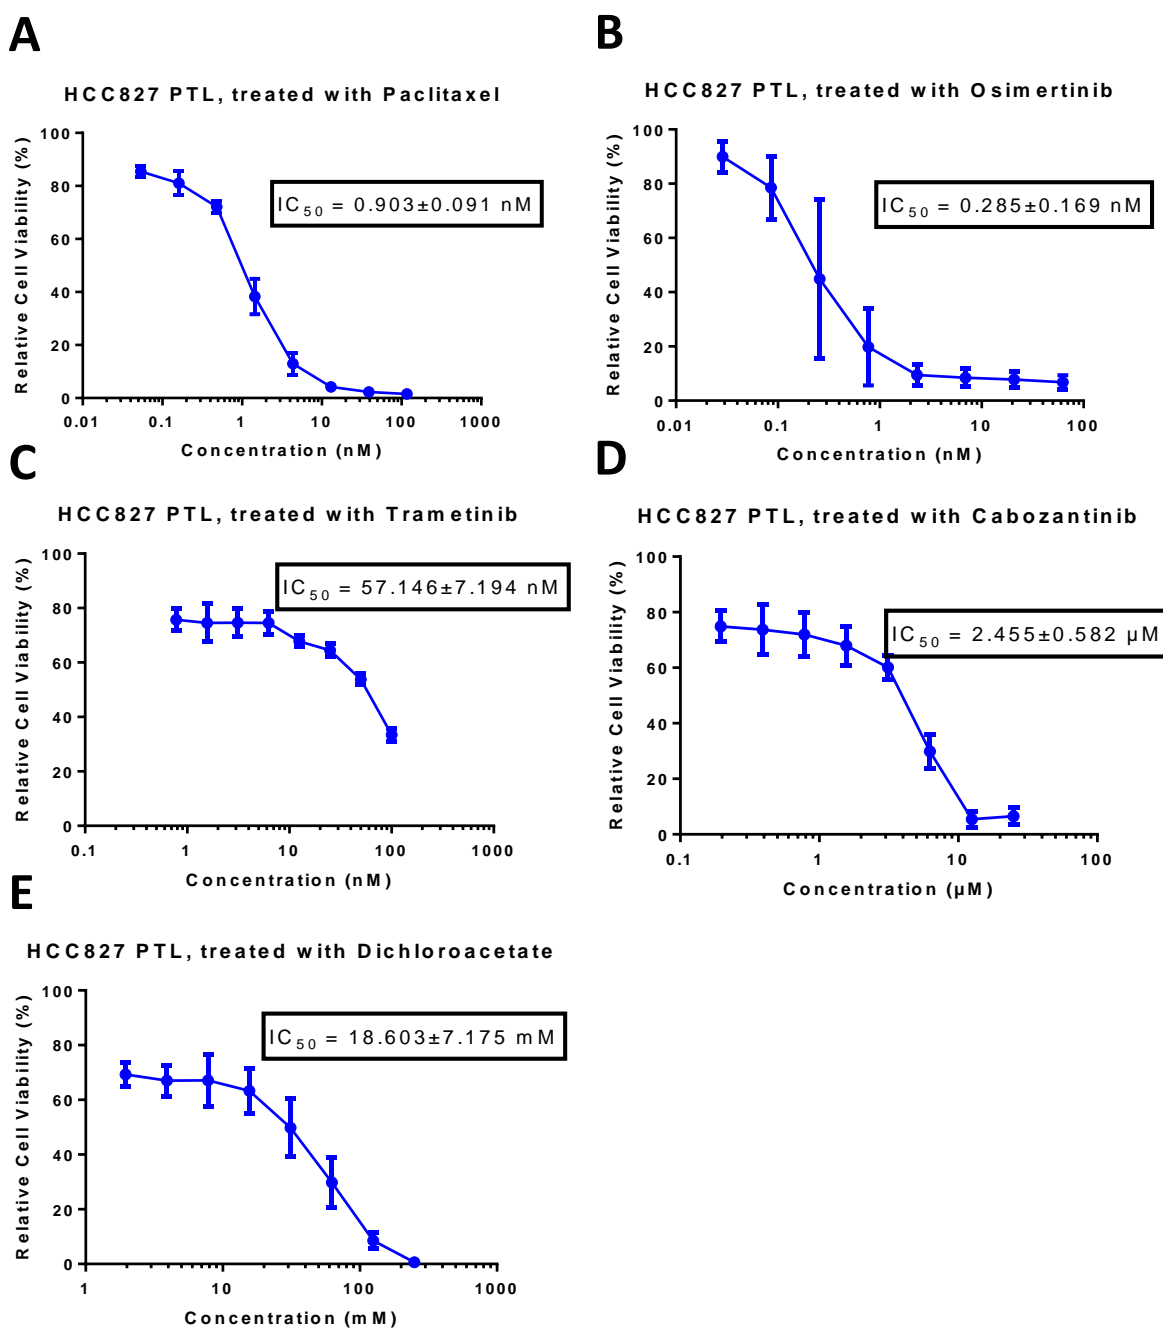 A
HCC827 PTL, treated with Paclitaxel
Relative Cell Viability (%)
100
80
60
40
20
0
IC50 = 0.903±0.091 nM
0.01 0.1 1 10 100 1000
Concentration (nM)
B
HCC827 PTL, treated with Osimertinib
Relative Cell Viability (%)
100
80
60
40
20
0
IC50 = 0.285±0.169 nM
0.01 0.1 1 10 100
Concentration (nM)
C
HCC827 PTL, treated with Trametinib
Relative Cell Viability (%)
100
80
60
40
20
0
IC50 = 57.146±7.194 nM
0.1 1 10 100 1000
Concentration (nM)
D
HCC827 PTL, treated with Cabozantinib
Relative Cell Viability (%)
100
80
60
40
20
0
IC50 = 2.455±0.582 µM
0.1 1 10 100
Concentration (µM)
E
HCC827 PTL, treated with Dichloroacetate
Relative Cell Viability (%)
100
80
60
40
20
0
IC50 = 18.603±7.175 mM
1 10 100 1000
Concentration (mM)